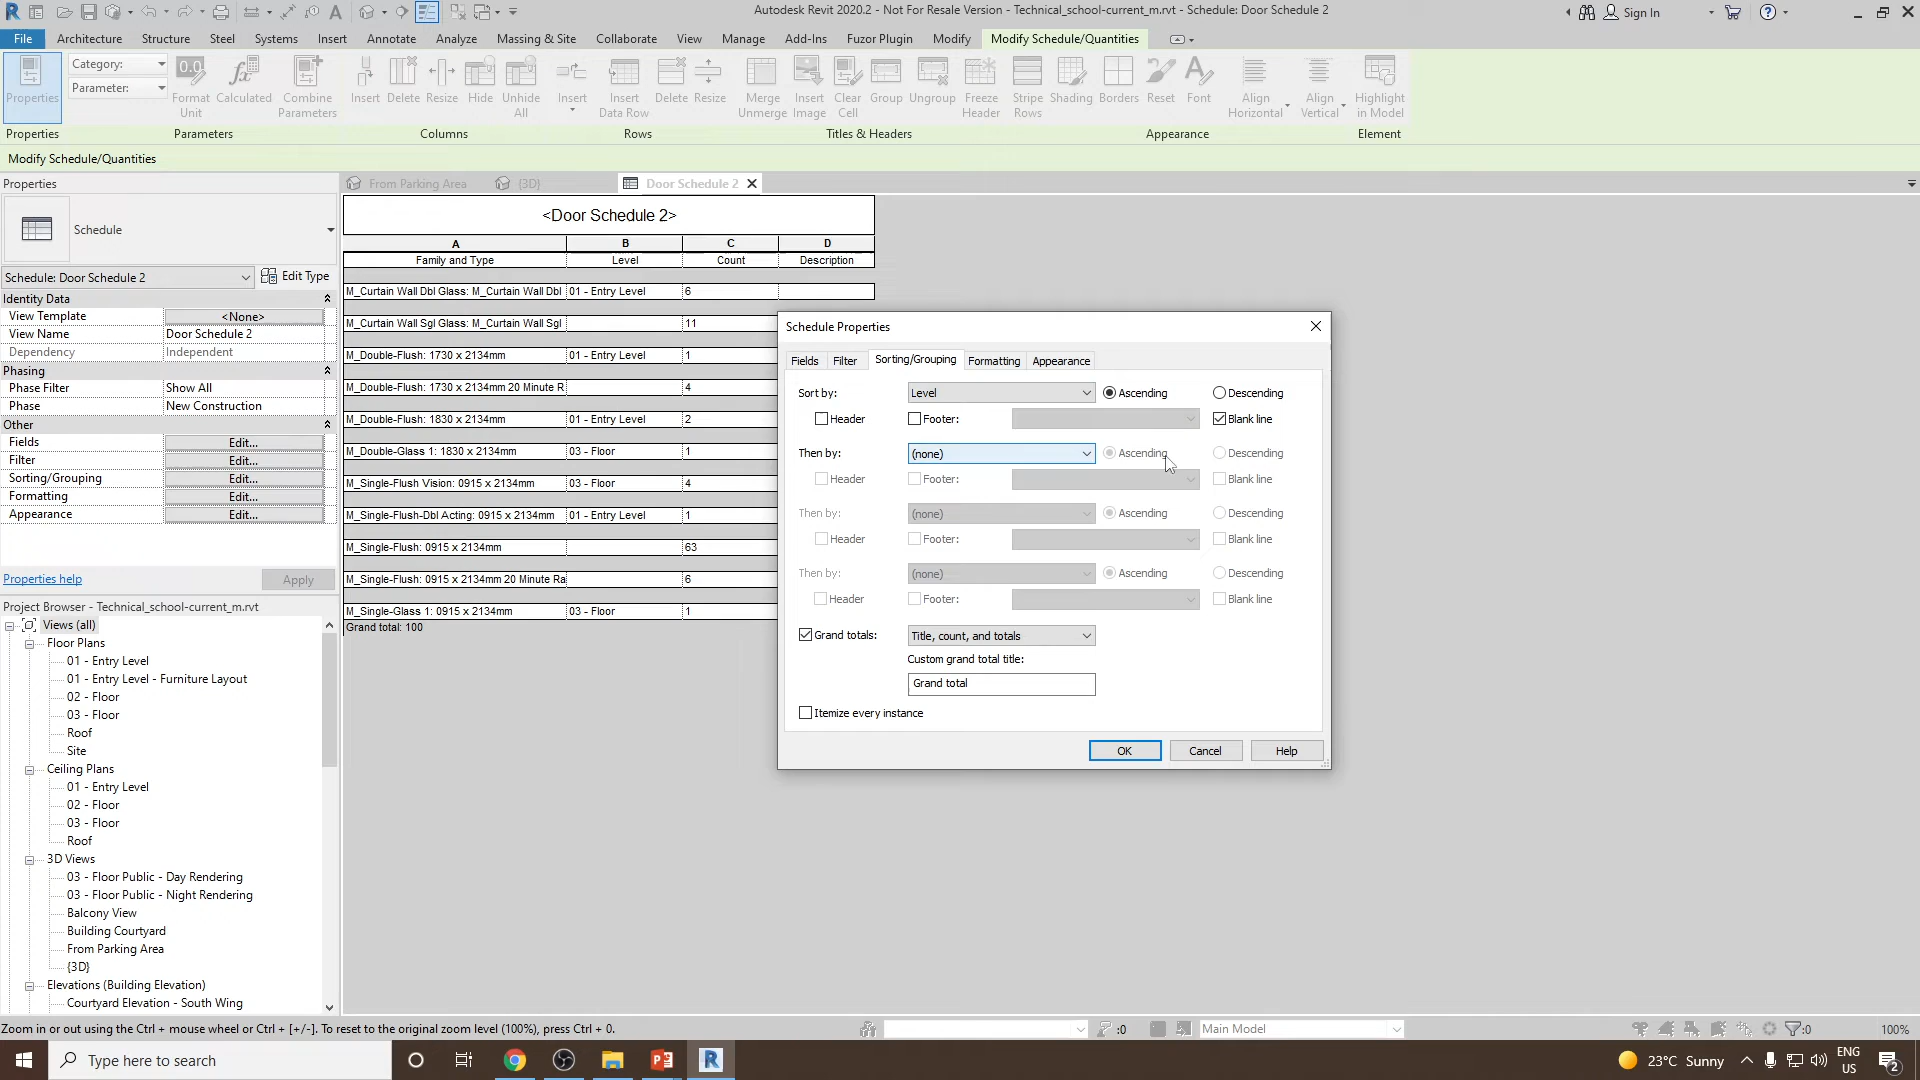 Autodesk Revit 2020.2 - Not For Resale Version - Technical_school-current_m.rvt - Schedule: Door Schedule 2
Sign In
File Architecture Structure Steel Systems Insert Annotate Analyze Massing & Site Collaborate View Manage Add-Ins Fuzor Plugin Modify Modify Schedule/Quantities
Properties
Category:
Parameter:
Format Unit
Calculated
Combine Parameters
Insert
Delete
Resize
Hide
Unhide All
Insert
Insert Data Row
Delete
Resize
Merge Unmerge
Insert Image
Clear Cell
Group
Ungroup
Freeze Header
Stripe Rows
Shading
Borders
Reset
Font
Align Horizontal
Align Vertical
Highlight in Model
Properties Parameters Columns Rows Titles & Headers Appearance Element
Modify Schedule/Quantities
Properties
Schedule
Schedule: Door Schedule 2
Edit Type
Identity Data
View Template <None>
View Name Door Schedule 2
Dependency Independent
Phasing
Phase Filter Show All
Phase New Construction
Other
Fields Edit...
Filter Edit...
Sorting/Grouping Edit...
Formatting Edit...
Appearance Edit...
Properties help
Apply
Project Browser - Technical_school-current_m.rvt
Views (all)
Floor Plans
01 - Entry Level
01 - Entry Level - Furniture Layout
02 - Floor
03 - Floor
Roof
Site
Ceiling Plans
01 - Entry Level
02 - Floor
03 - Floor
Roof
3D Views
03 - Floor Public - Day Rendering
03 - Floor Public - Night Rendering
Balcony View
Building Courtyard
From Parking Area
{3D}
Elevations (Building Elevation)
Courtyard Elevation - South Wing
From Parking Area
{3D}
Door Schedule 2
<Door Schedule 2>
A B C D
Family and Type Level Count Description
M_Curtain Wall Dbl Glass: M_Curtain Wall Dbl 01 - Entry Level 6
M_Curtain Wall Sgl Glass: M_Curtain Wall Sgl 11
M_Double-Flush: 1730 x 2134mm 01 - Entry Level 1
M_Double-Flush: 1730 x 2134mm 20 Minute R 4
M_Double-Flush: 1830 x 2134mm 01 - Entry Level 2
M_Double-Glass 1: 1830 x 2134mm 03 - Floor 1
M_Single-Flush Vision: 0915 x 2134mm 03 - Floor 4
M_Single-Flush-Dbl Acting: 0915 x 2134mm 01 - Entry Level 1
M_Single-Flush: 0915 x 2134mm 63
M_Single-Flush: 0915 x 2134mm 20 Minute Ra 6
M_Single-Glass 1: 0915 x 2134mm 03 - Floor 1
Grand total: 100
Schedule Properties
Fields Filter Sorting/Grouping Formatting Appearance
Sort by: Level Ascending Descending
Header Footer: Blank line
Then by: (none) Ascending Descending
Header Footer: Blank line
Then by: (none) Ascending Descending
Header Footer: Blank line
Then by: (none) Ascending Descending
Header Footer: Blank line
Grand totals: Title, count, and totals
Custom grand total title:
Grand total
Itemize every instance
OK Cancel Help
Zoom in or out using the Ctrl + mouse wheel or Ctrl + [+/-]. To reset to the original zoom level (100%), press Ctrl + 0.
:0
Main Model
:0
100%
Type here to search
23°C Sunny
ENG
US
2